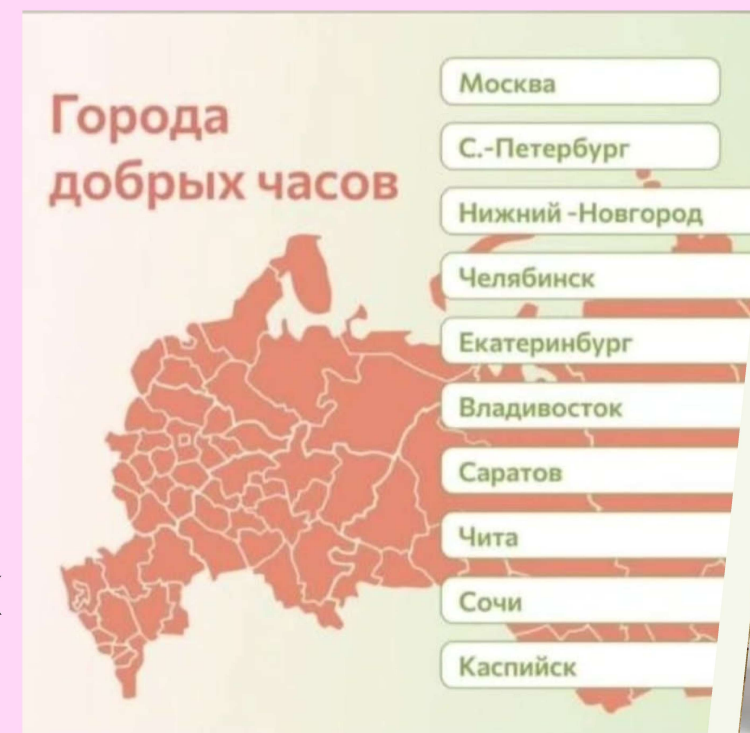 Города
добрых часов
Москва
С.-Петербург
Нижний -Новгород
Челябинск
Екатеринбург
Владивосток
Саратов
Чита
Сочи
Каспийск